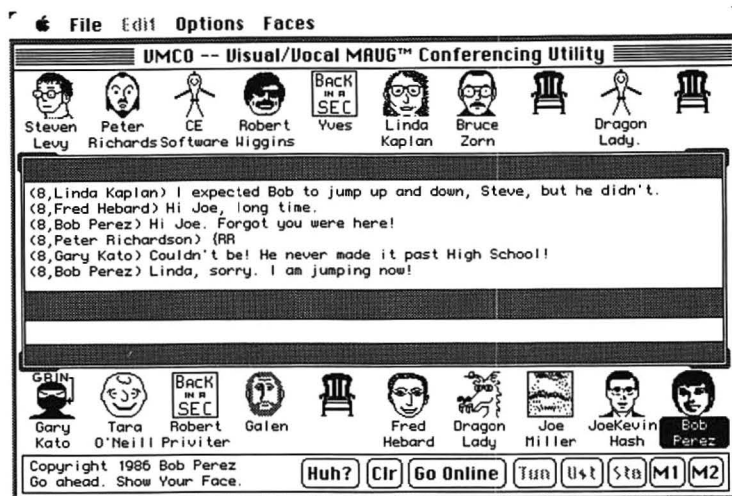 File Edit Options Faces
VMCO -- Visual/Vocal MAUG™ Conferencing Utility
BACK
IN A
SEC
Steven Peter CE Robert Yves Linda Bruce Dragon
Levy Richards Software Wiggins Kaplan Zorn Lady.
(8,Linda Kaplan) I expected Bob to jump up and down, Steve, but he didn't.
(8,Fred Hebard) Hi Joe, long time.
(8,Bob Perez) Hi Joe. Forgot you were here!
(8,Peter Richardson) {RR
(8,Gary Kato) Couldn't be! He never made it past High School!
(8,Bob Perez) Linda, sorry. I am jumping now!
GRIN
BACK
IN A
SEC
Gary Tara Robert Galen Fred Dragon Joe JoeKevin Bob
Kato O'Neill Priviter Hebard Lady Miller Hash Perez
Copyright 1986 Bob Perez
Go ahead. Show Your Face.
Huh? Clr Go Online Tun Ust Sta M1 M2